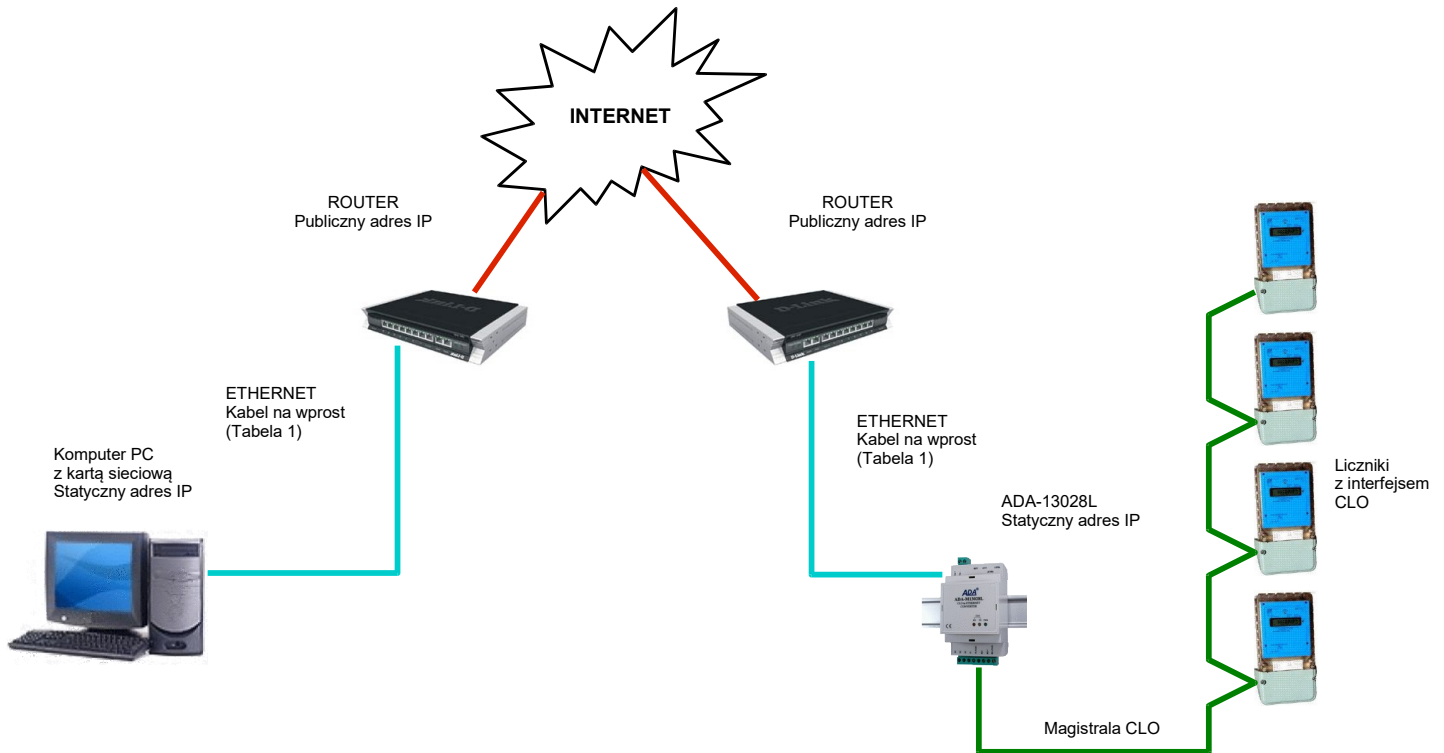 INTERNET
ROUTER
Publiczny adres IP
ROUTER
Publiczny adres IP
D-Link
ETHERNET
Kabel na wprost
(Tabela 1)
ETHERNET
Kabel na wprost
(Tabela 1)
Komputer PC
z kartą sieciową
Statyczny adres IP
ADA-13028L
Statyczny adres IP
Liczniki
z interfejsem
CLO
ADA
Magistrala CLO